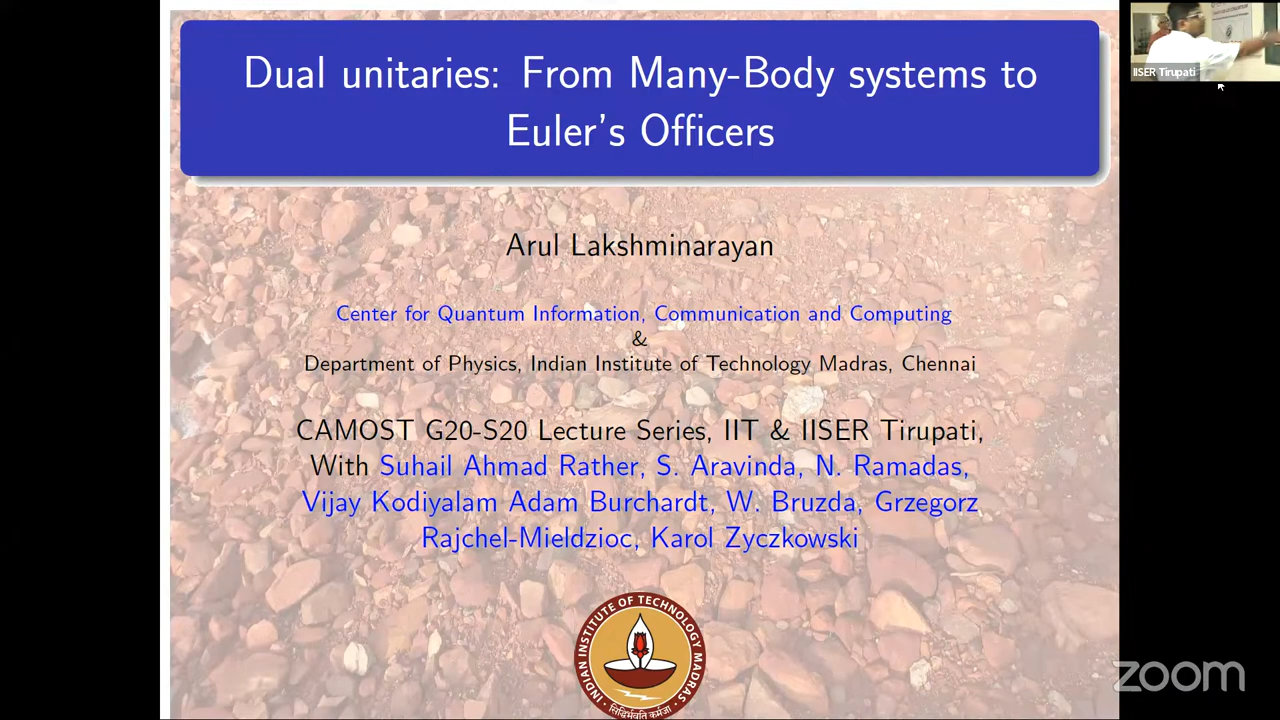 Dual unitaries: From Many-Body systems to
Euler's Officers
Arul Lakshminarayan
Center for Quantum Information, Communication and Computing
&
Department of Physics, Indian Institute of Technology Madras, Chennai
CAMOST G20-S20 Lecture Series, IIT & IISER Tirupati,
With Suhail Ahmad Rather, S. Aravinda, N. Ramadas,
Vijay Kodiyalam Adam Burchardt, W. Bruzda, Grzegorz
Rajchel-Mieldzioc, Karol Zyczkowski
INDIAN INSTITUTE OF TECHNOLOGY MADRAS
सिद्धिर्भवति कर्मजा
IISER Tirupati
zoom